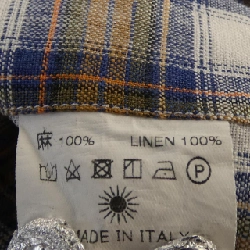 麻 100% LINEN 100%
P
MADE IN ITALY